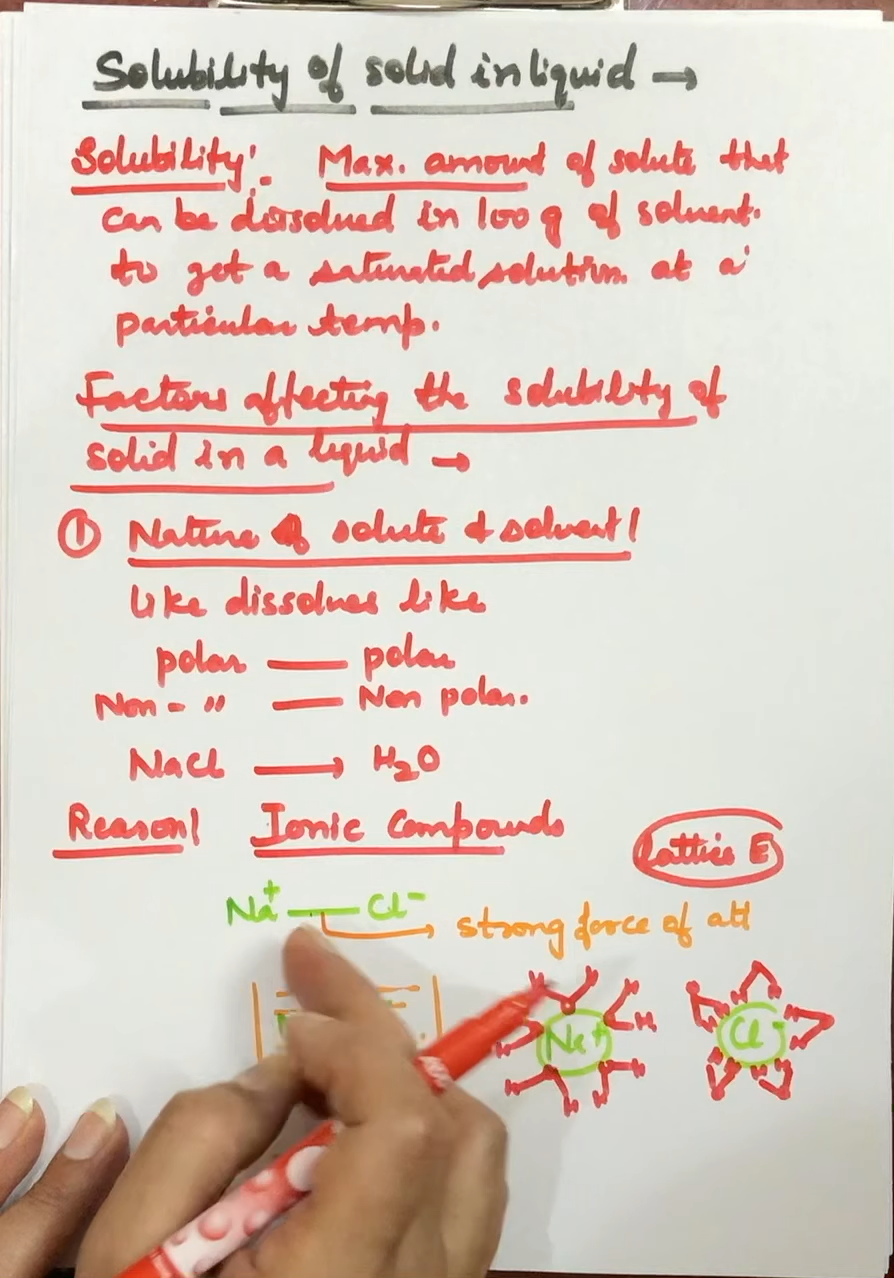 Solubility of solid in liquid →
Solubility:- Max. amount of solute that
can be dissolved in 100 g of solvent.
to get a saturated solution. at a
particular temp.
Factors affecting the solubility of
solid in a liquid →
① Nature of solute & solvent!
Like dissolves like
polar — polar
Non - " — Non polar.
NaCl → H₂O
Reason! Ionic Compounds
Lattice E
Na⁺ — Cl⁻ → strong force of att
Na⁺ Cl⁻